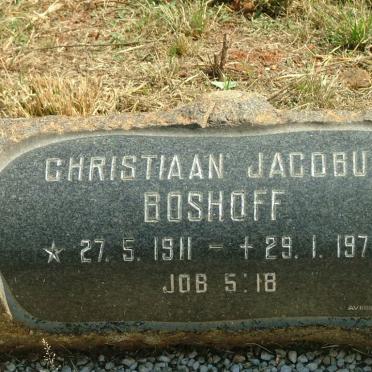 CHRISTIAAN JACOBU
BOSHOFF
☆ 27.5.1911 - ✝ 29.1.197
JOB 5:18